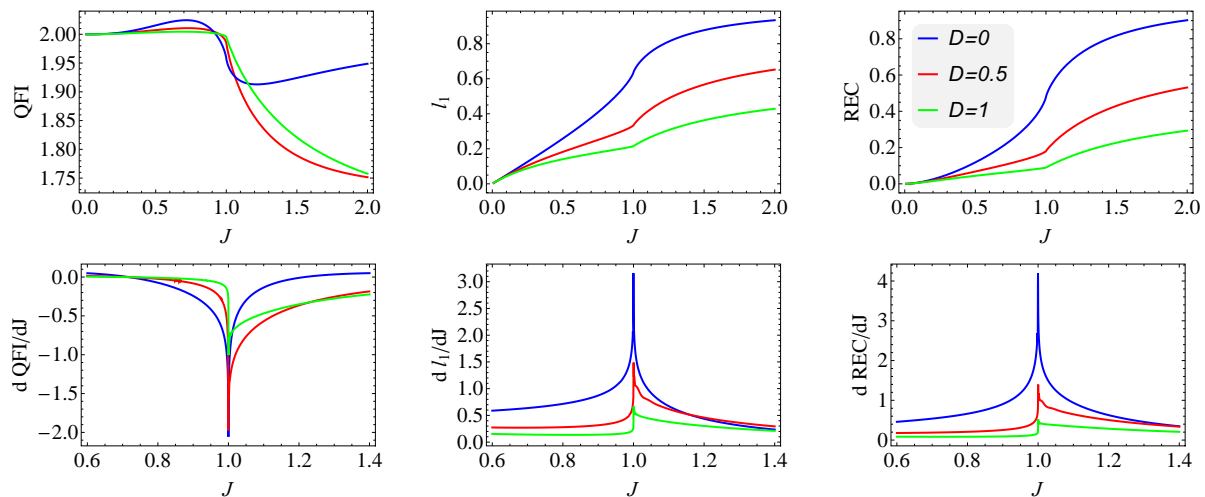 QFI
2.00
1.95
1.90
1.85
1.80
1.75
0.0 0.5 1.0 1.5 2.0
J
l1
0.8
0.6
0.4
0.2
0.0
0.0 0.5 1.0 1.5 2.0
J
REC
0.8
0.6
0.4
0.2
0.0
D=0
D=0.5
D=1
0.0 0.5 1.0 1.5 2.0
J
d QFI/dJ
0.0
−0.5
−1.0
−1.5
−2.0
0.6 0.8 1.0 1.2 1.4
J
d l1/dJ
3.0
2.5
2.0
1.5
1.0
0.5
0.0
0.6 0.8 1.0 1.2 1.4
J
d REC/dJ
4
3
2
1
0
0.6 0.8 1.0 1.2 1.4
J